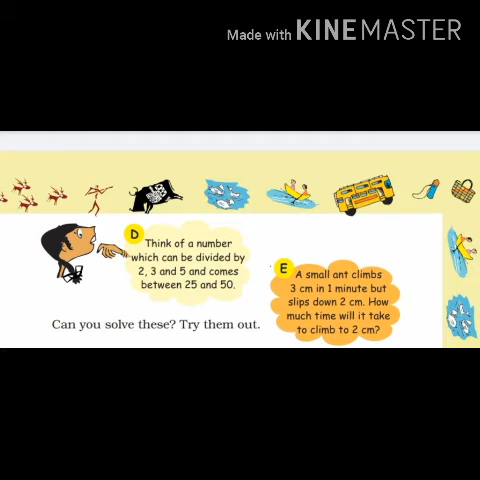 Made with KINEMASTER
D
Think of a number
which can be divided by
2, 3 and 5 and comes
between 25 and 50.
E
A small ant climbs
3 cm in 1 minute but
slips down 2 cm. How
much time will it take
to climb to 2 cm?
Can you solve these? Try them out.